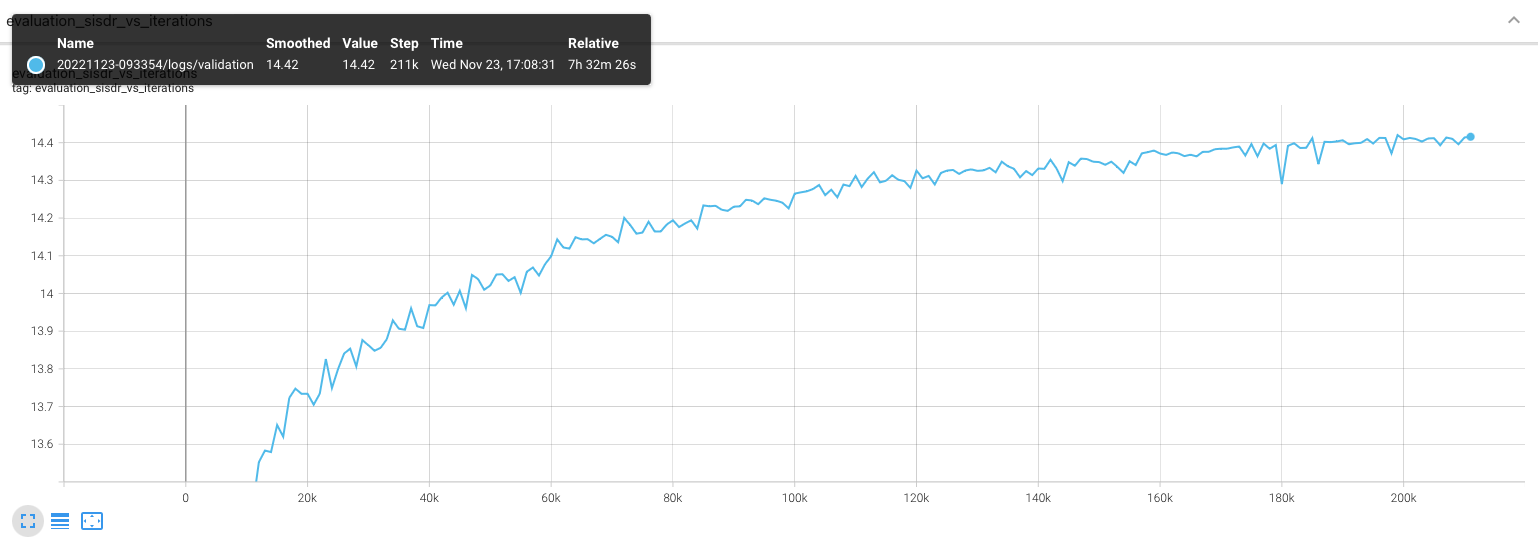 evaluation_sisdr_vs_iterations
Name Smoothed Value Step Time Relative
20221123-093354/logs/validation 14.42 14.42 211k Wed Nov 23, 17:08:31 7h 32m 26s
evaluation_sisdr_vs_iterations
tag: evaluation_sisdr_vs_iterations
14.4
14.3
14.2
14.1
14
13.9
13.8
13.7
13.6
0 20k 40k 60k 80k 100k 120k 140k 160k 180k 200k